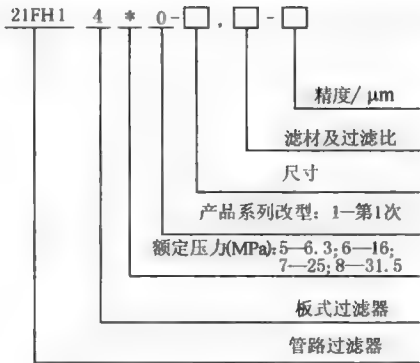 21FH1 4 * 0-□,□-□
精度/ μm
滤材及过滤比
尺寸
产品系列改型: 1—第1次
额定压力(MPa):5—6.3;6—16;
7—25;8—31.5
板式过滤器
管路过滤器